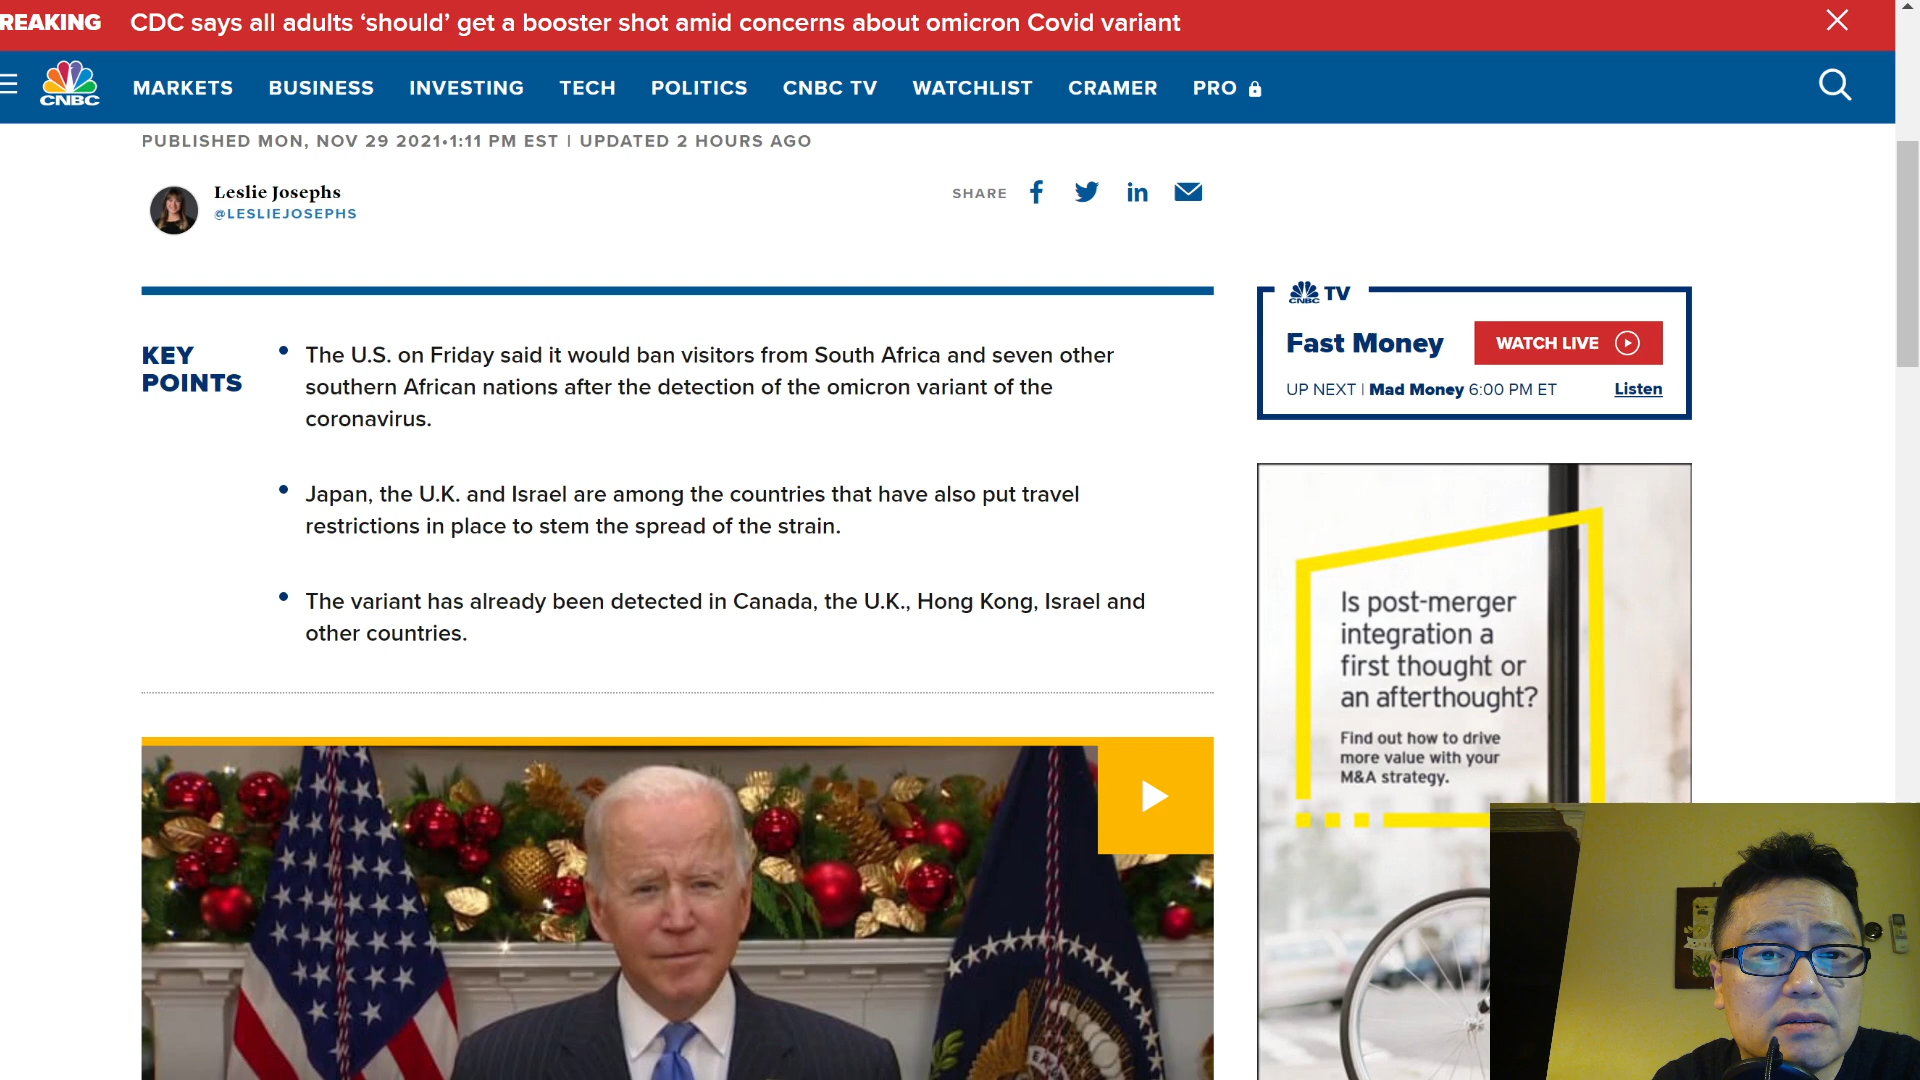 REAKING CDC says all adults ‘should’ get a booster shot amid concerns about omicron Covid variant
CNBC MARKETS BUSINESS INVESTING TECH POLITICS CNBC TV WATCHLIST CRAMER PRO
PUBLISHED MON, NOV 29 2021•1:11 PM EST | UPDATED 2 HOURS AGO
Leslie Josephs
@LESLIEJOSEPHS
SHARE
KEY
POINTS
The U.S. on Friday said it would ban visitors from South Africa and seven other
southern African nations after the detection of the omicron variant of the
coronavirus.
Japan, the U.K. and Israel are among the countries that have also put travel
restrictions in place to stem the spread of the strain.
The variant has already been detected in Canada, the U.K., Hong Kong, Israel and
other countries.
CNBC TV
Fast Money WATCH LIVE
UP NEXT | Mad Money 6:00 PM ET Listen
Is post-merger
integration a
first thought or
an afterthought?
Find out how to drive
more value with your
M&A strategy.